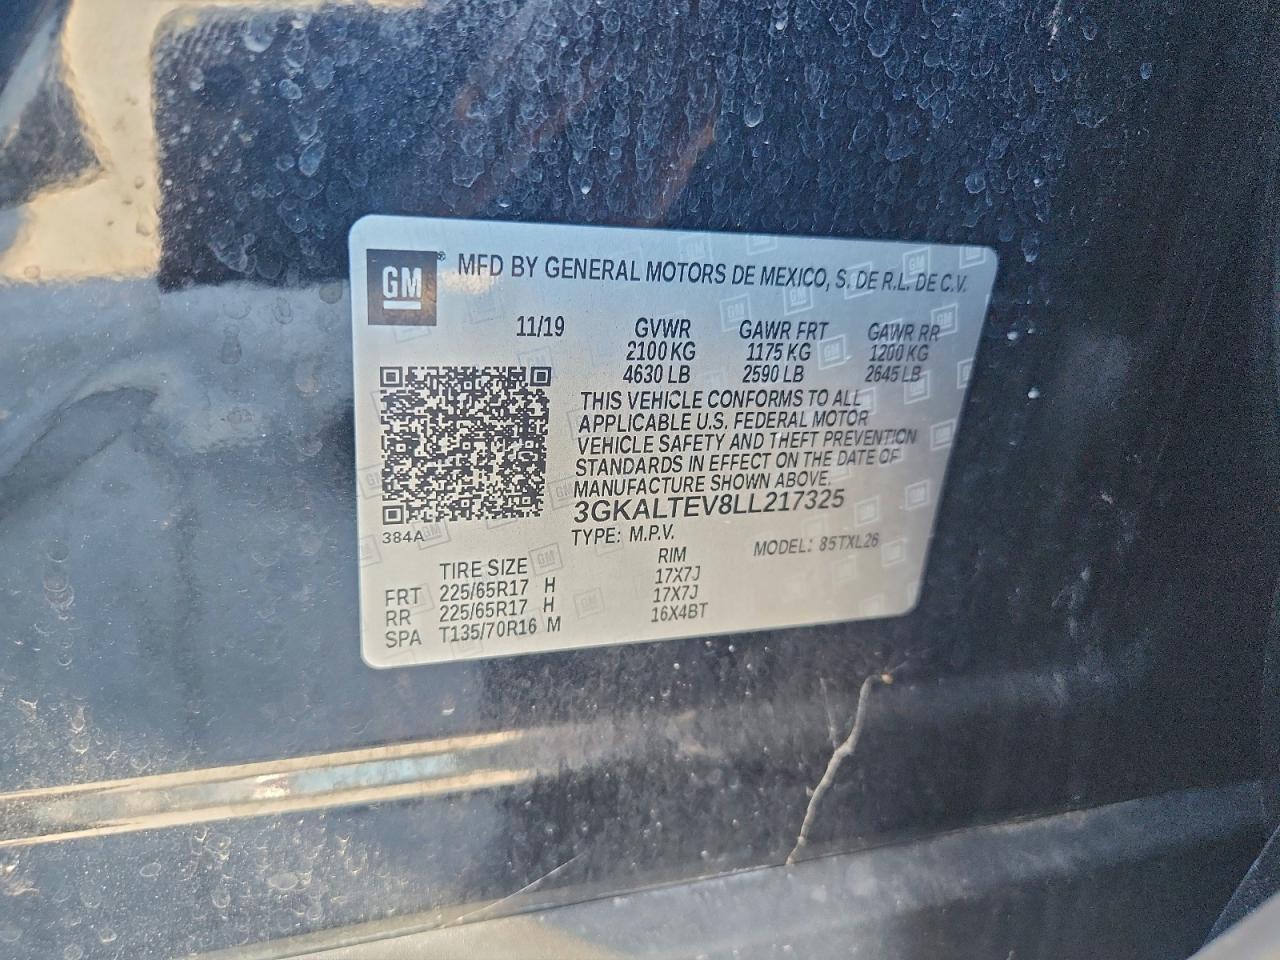 GM
MFD BY GENERAL MOTORS DE MEXICO, S. DE R.L. DE C.V.
11/19 GVWR GAWR FRT GAWR RR
2100 KG 1175 KG 1200 KG
4630 LB 2590 LB 2645 LB
THIS VEHICLE CONFORMS TO ALL
APPLICABLE U.S. FEDERAL MOTOR
VEHICLE SAFETY AND THEFT PREVENTION
STANDARDS IN EFFECT ON THE DATE OF
MANUFACTURE SHOWN ABOVE.
3GKALTEV8LL217325
384A
TYPE: M.P.V. MODEL: 85TXL26
TIRE SIZE RIM
FRT 225/65R17 H 17X7J
RR 225/65R17 H 17X7J
SPA T135/70R16 M 16X4BT